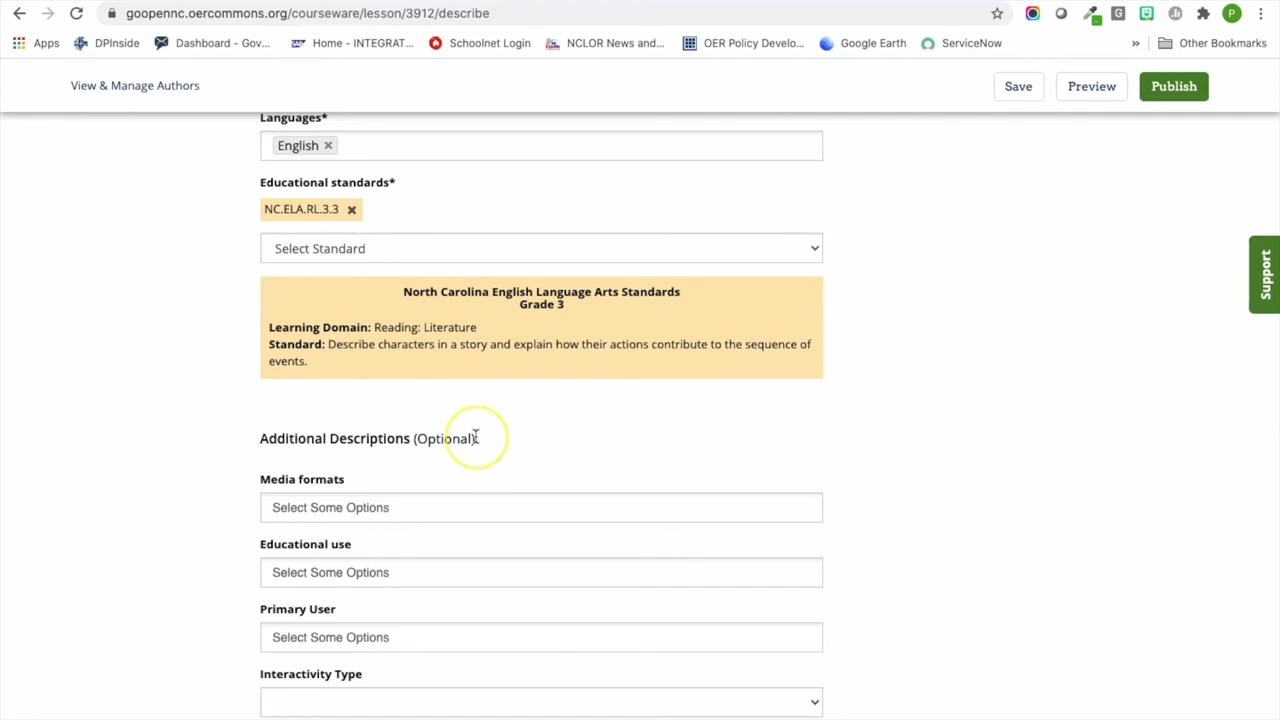 goopennc.oercommons.org/courseware/lesson/3912/describe
P
Apps DPInside Dashboard - Gov... Home - INTEGRAT... Schoolnet Login NCLOR News and... OER Policy Develo... Google Earth ServiceNow » Other Bookmarks
View & Manage Authors Save Preview Publish
Languages*
English ×
Educational standards*
NC.ELA.RL.3.3 ×
Select Standard
North Carolina English Language Arts Standards
Grade 3
Learning Domain: Reading: Literature
Standard: Describe characters in a story and explain how their actions contribute to the sequence of
events.
Support
Additional Descriptions (Optional)
Media formats
Select Some Options
Educational use
Select Some Options
Primary User
Select Some Options
Interactivity Type